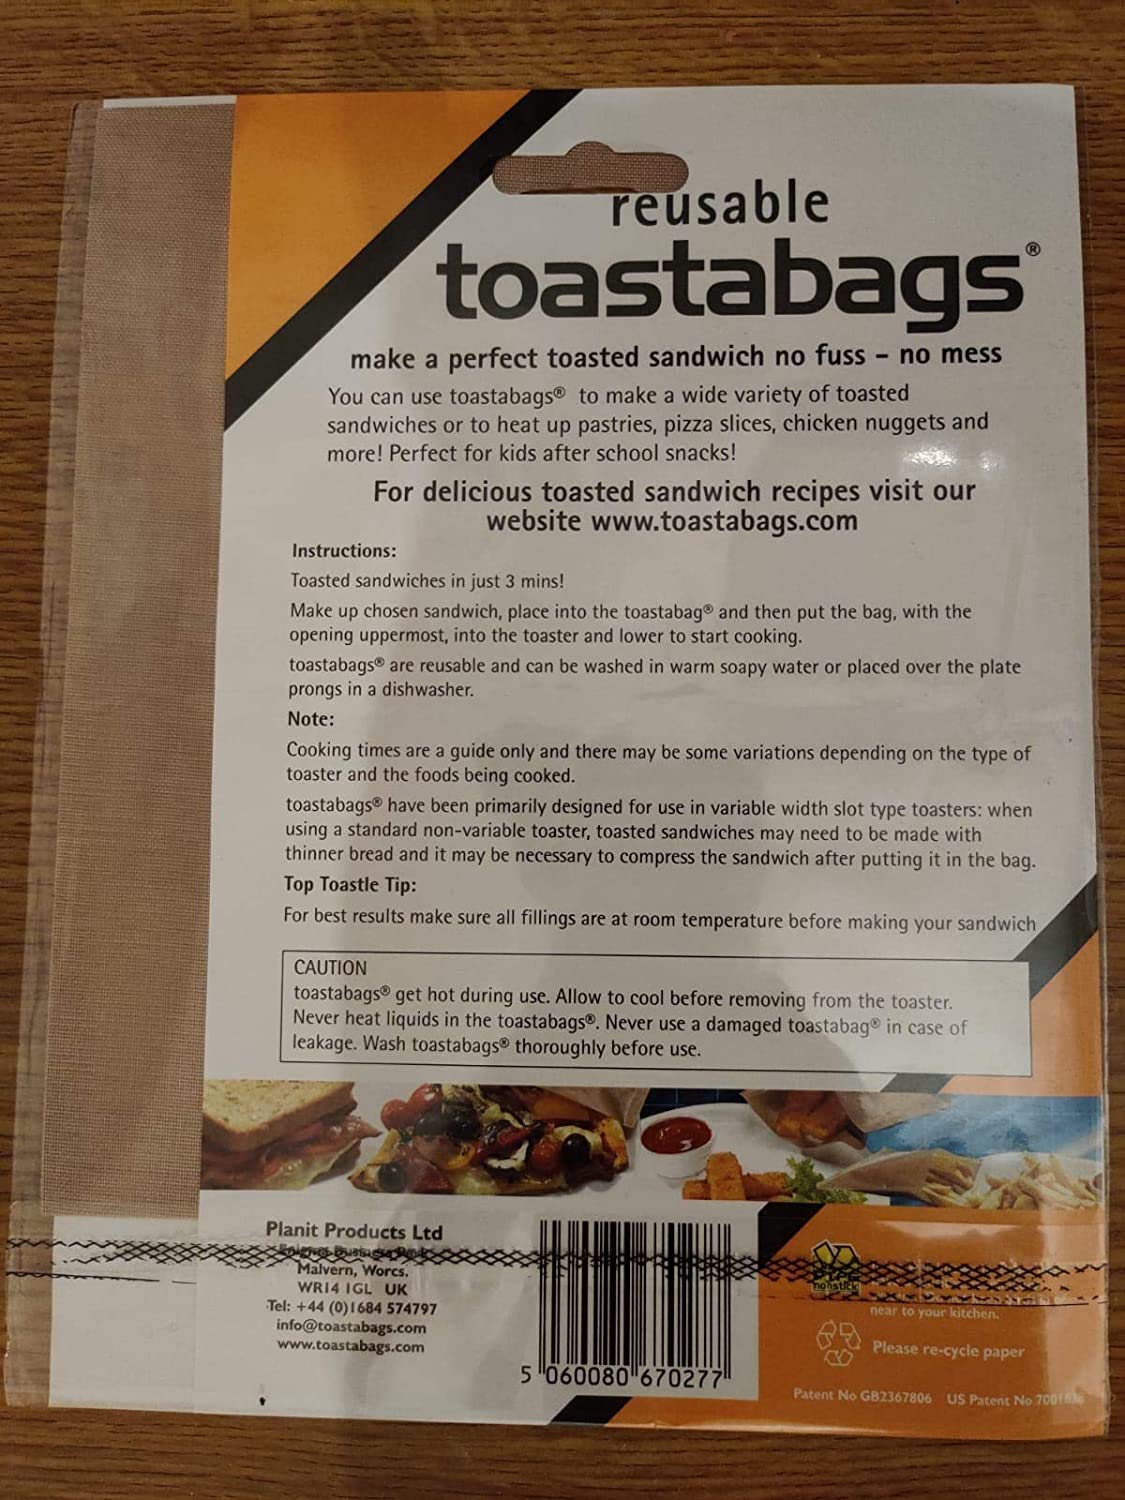 reusable
toastabags®
make a perfect toasted sandwich no fuss – no mess
You can use toastabags® to make a wide variety of toasted
sandwiches or to heat up pastries, pizza slices, chicken nuggets and
more! Perfect for kids after school snacks!
For delicious toasted sandwich recipes visit our
website www.toastabags.com
Instructions:
Toasted sandwiches in just 3 mins!
Make up chosen sandwich, place into the toastabag® and then put the bag, with the
opening uppermost, into the toaster and lower to start cooking.
toastabags® are reusable and can be washed in warm soapy water or placed over the plate
prongs in a dishwasher.
Note:
Cooking times are a guide only and there may be some variations depending on the type of
toaster and the foods being cooked.
toastabags® have been primarily designed for use in variable width slot type toasters: when
using a standard non-variable toaster, toasted sandwiches may need to be made with
thinner bread and it may be necessary to compress the sandwich after putting it in the bag.
Top Toastle Tip:
For best results make sure all fillings are at room temperature before making your sandwich
CAUTION
toastabags® get hot during use. Allow to cool before removing from the toaster.
Never heat liquids in the toastabags®. Never use a damaged toastabag® in case of
leakage. Wash toastabags® thoroughly before use.
Planit Products Ltd
Malvern, Worcs.
WR14 1GL UK
Tel: +44 (0)1684 574797
info@toastabags.com
www.toastabags.com
5 060080 670277
nonstick
near to your kitchen.
Please re-cycle paper
Patent No GB2367806 US Patent No